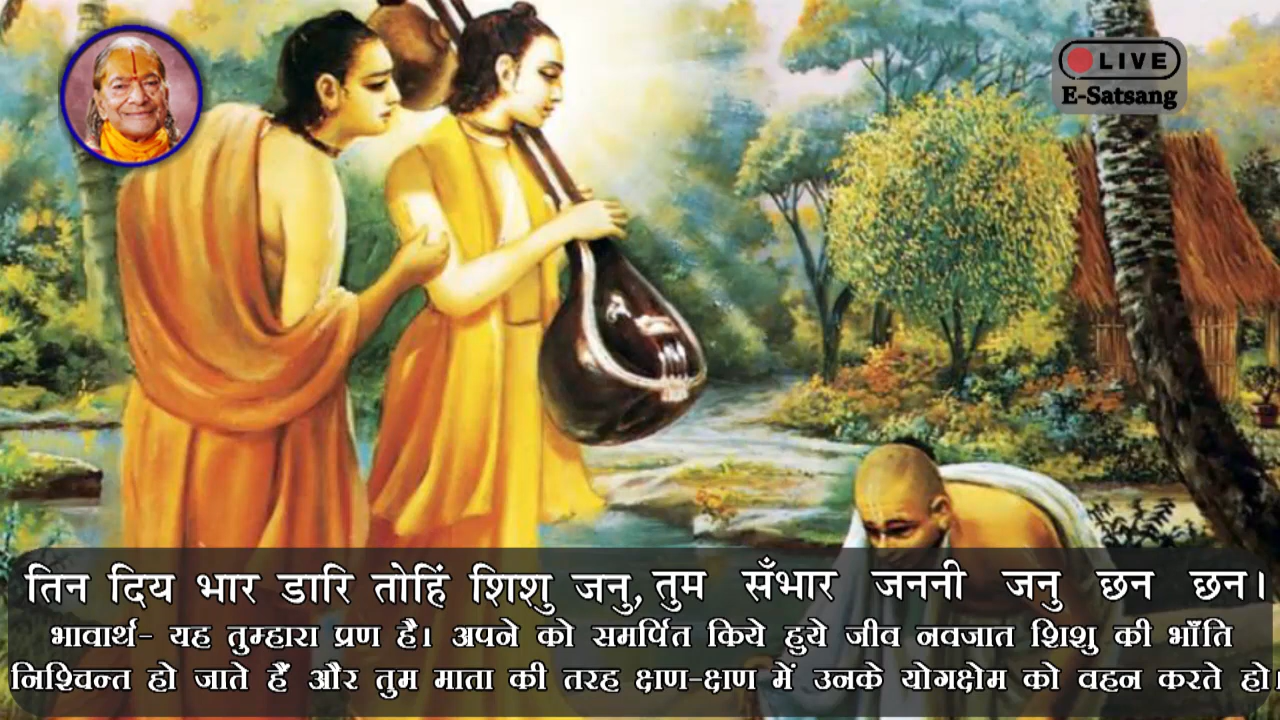 LIVE
E-Satsang
तिन दिय भार डारि तोहिं शिशु जनु, तुम सँभार जननी जनु छन छन।
भावार्थ- यह तुम्हारा प्रण है। अपने को समर्पित किये हुये जीव नवजात शिशु की भाँति
निश्चिन्त हो जाते हैं और तुम माता की तरह क्षण-क्षण में उनके योगक्षेम को वहन करते हो।